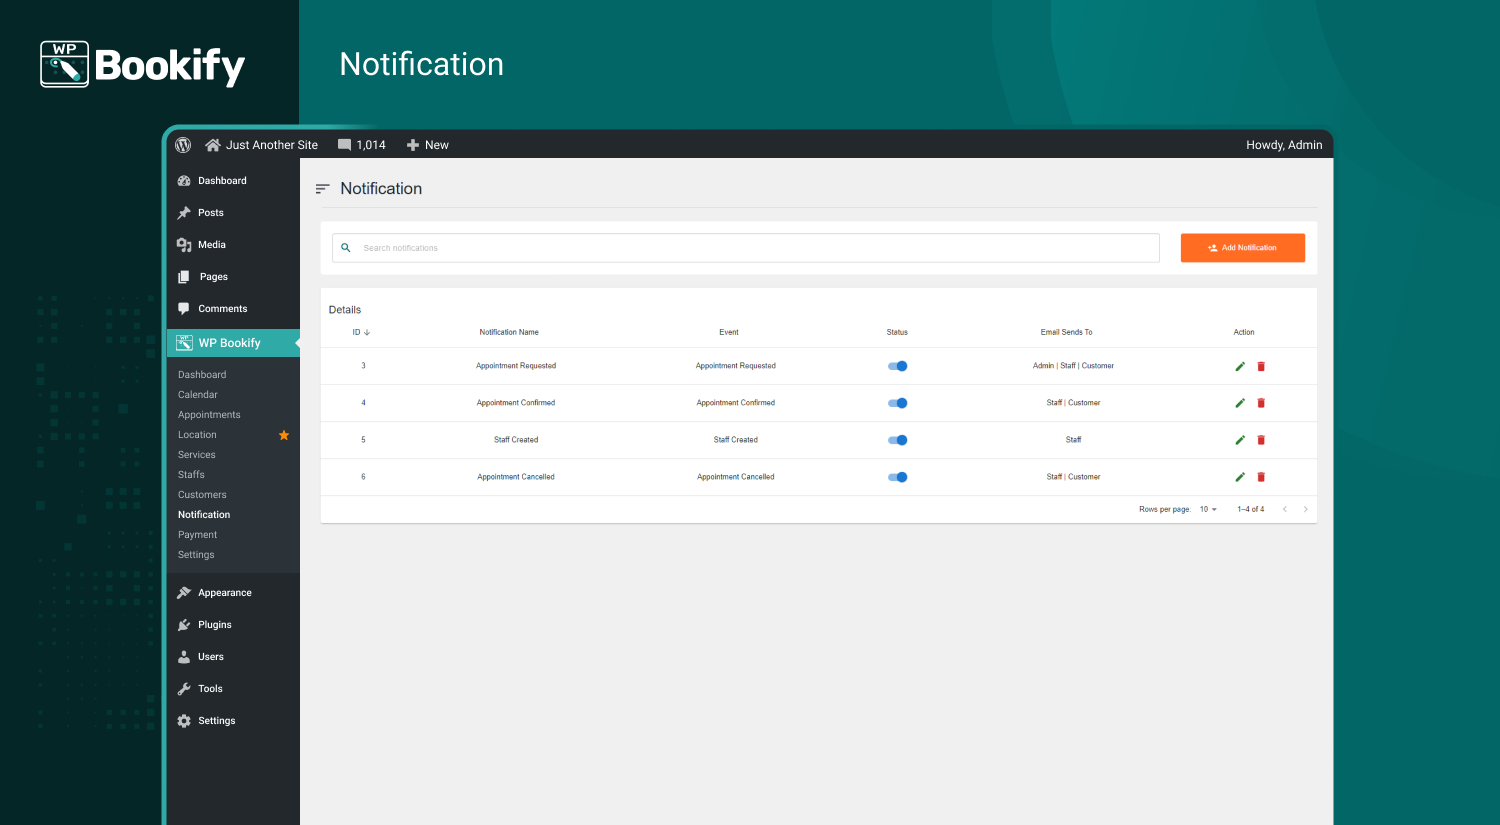 WP
Bookify
Notification
Just Another Site
1,014
New
Howdy, Admin
Dashboard
Posts
Media
Pages
Comments
WP Bookify
Dashboard
Calendar
Appointments
Location
Services
Staffs
Customers
Notification
Payment
Settings
Appearance
Plugins
Users
Tools
Settings
Notification
Search notifications
Add Notification
Details
ID Notification Name Event Status Email Sends To Action
3 Appointment Requested Appointment Requested Admin | Staff | Customer
4 Appointment Confirmed Appointment Confirmed Staff | Customer
5 Staff Created Staff Created Staff
6 Appointment Cancelled Appointment Cancelled Staff | Customer
Rows per page: 10 1–4 of 4